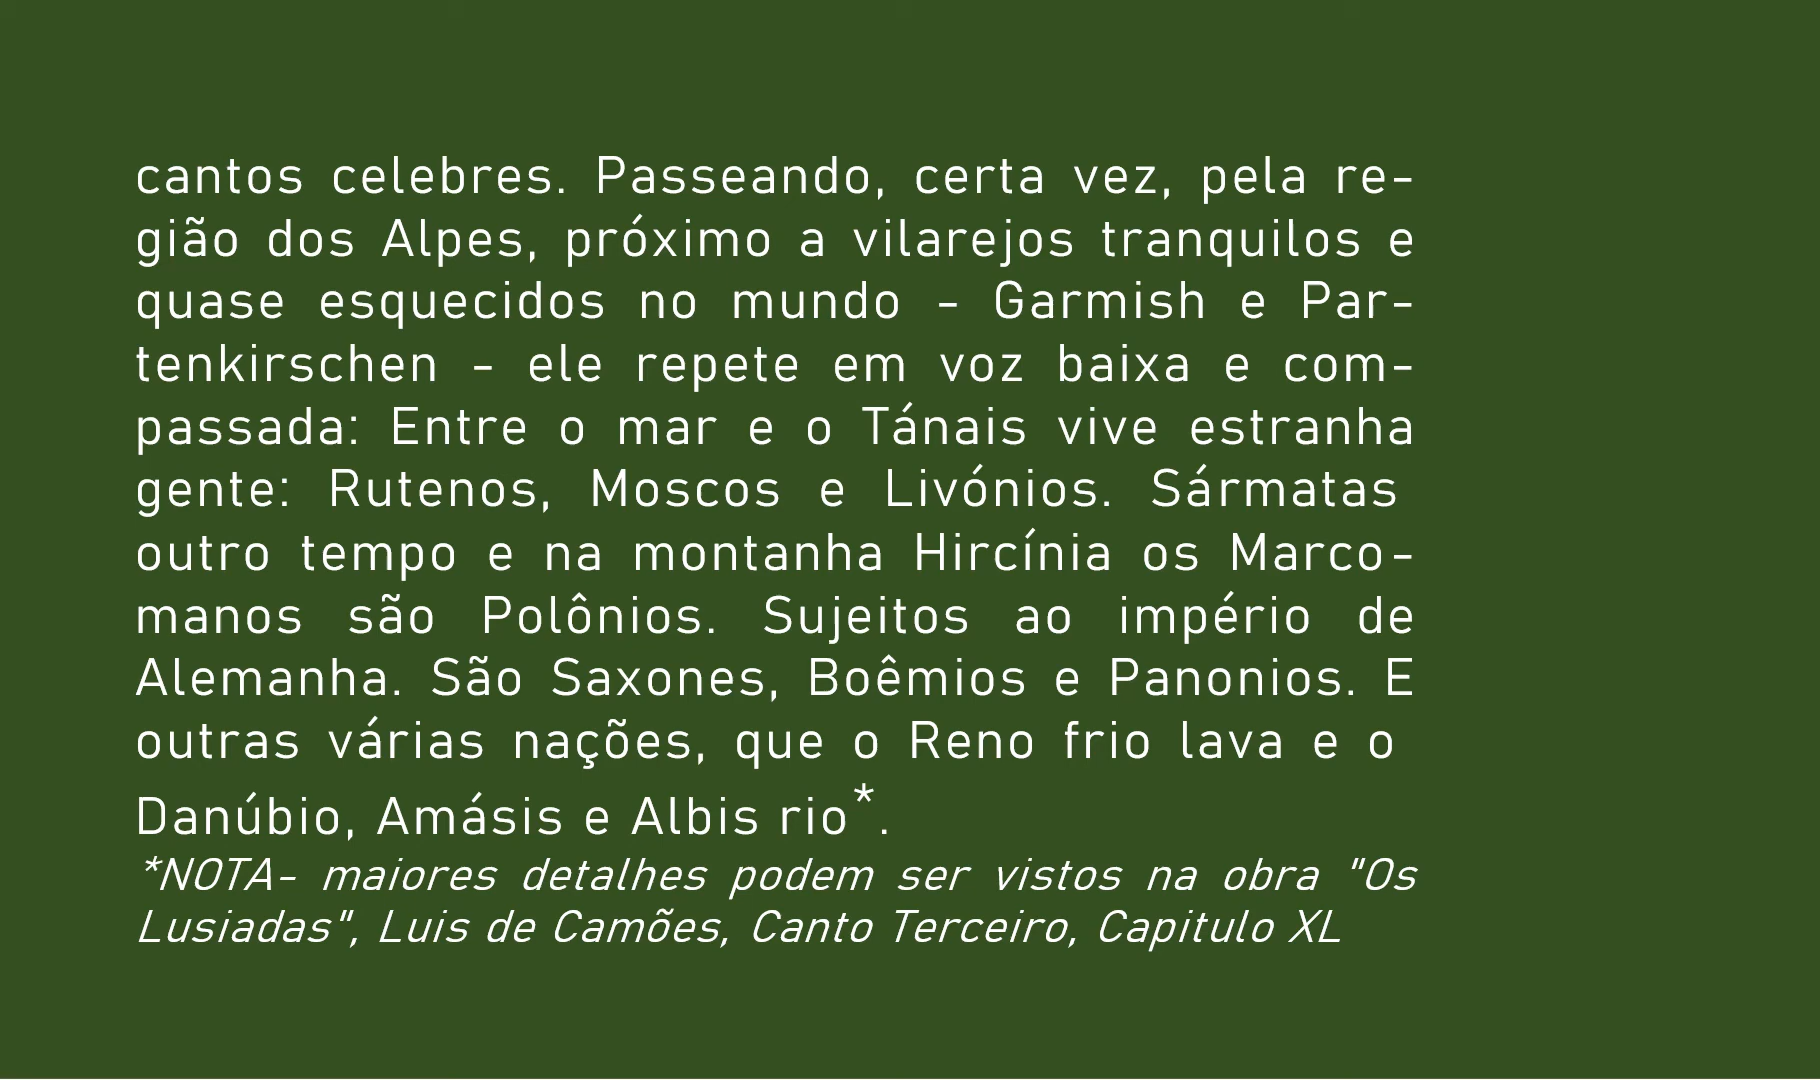 cantos celebres. Passeando, certa vez, pela re-
gião dos Alpes, próximo a vilarejos tranquilos e
quase esquecidos no mundo - Garmish e Par-
tenkirschen - ele repete em voz baixa e com-
passada: Entre o mar e o Tánais vive estranha
gente: Rutenos, Moscos e Livónios. Sármatas
outro tempo e na montanha Hircínia os Marco-
manos são Polônios. Sujeitos ao império de
Alemanha. São Saxones, Boêmios e Panonios. E
outras várias nações, que o Reno frio lava e o
Danúbio, Amásis e Albis rio*.
*NOTA- maiores detalhes podem ser vistos na obra "Os
Lusiadas", Luis de Camões, Canto Terceiro, Capitulo XL